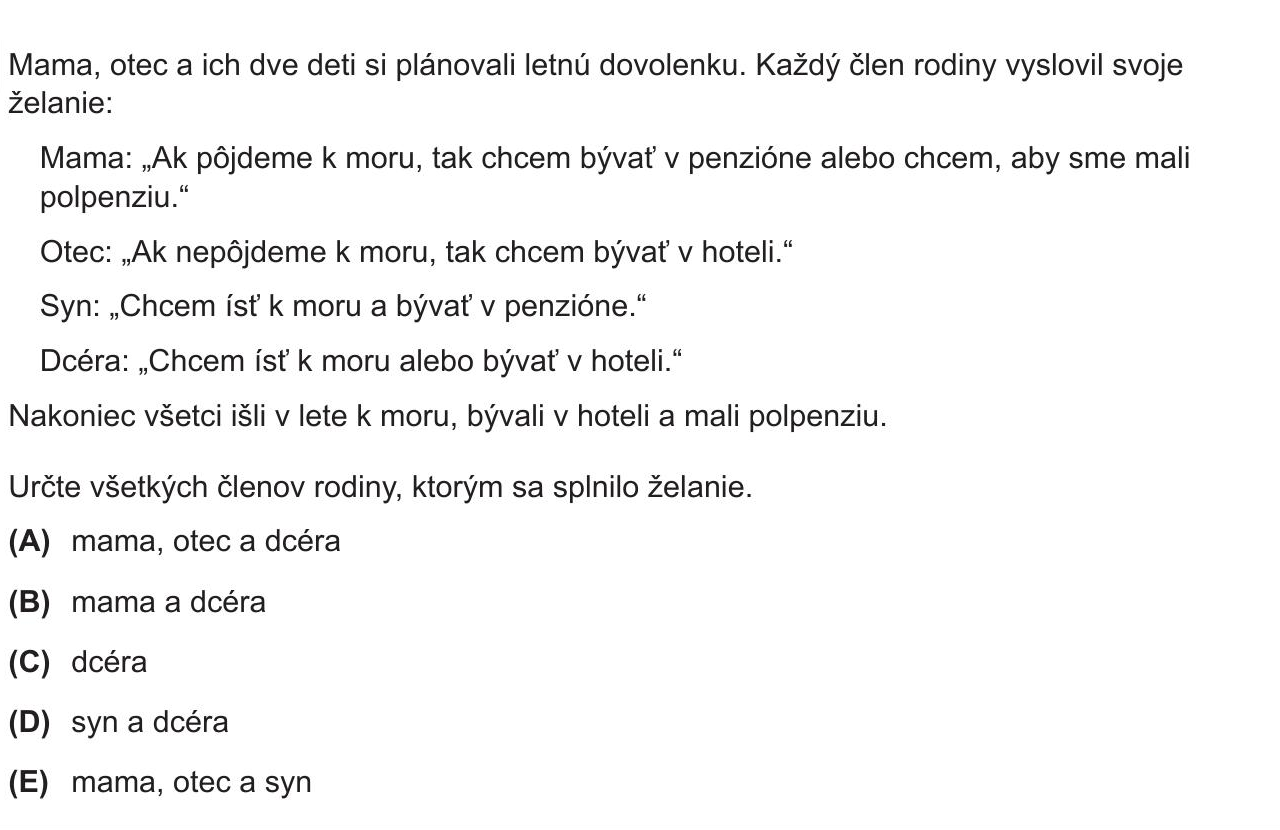 Mama, otec a ich dve deti si plánovali letnú dovolenku. Každý člen rodiny vyslovil svoje
želanie:
Mama: „Ak pôjdeme k moru, tak chcem bývať v penzióne alebo chcem, aby sme mali
polpenziu.“
Otec: „Ak nepôjdeme k moru, tak chcem bývať v hoteli.“
Syn: „Chcem ísť k moru a bývať v penzióne.“
Dcéra: „Chcem ísť k moru alebo bývať v hoteli.“
Nakoniec všetci išli v lete k moru, bývali v hoteli a mali polpenziu.
Určte všetkých členov rodiny, ktorým sa splnilo želanie.
(A) mama, otec a dcéra
(B) mama a dcéra
(C) dcéra
(D) syn a dcéra
(E) mama, otec a syn